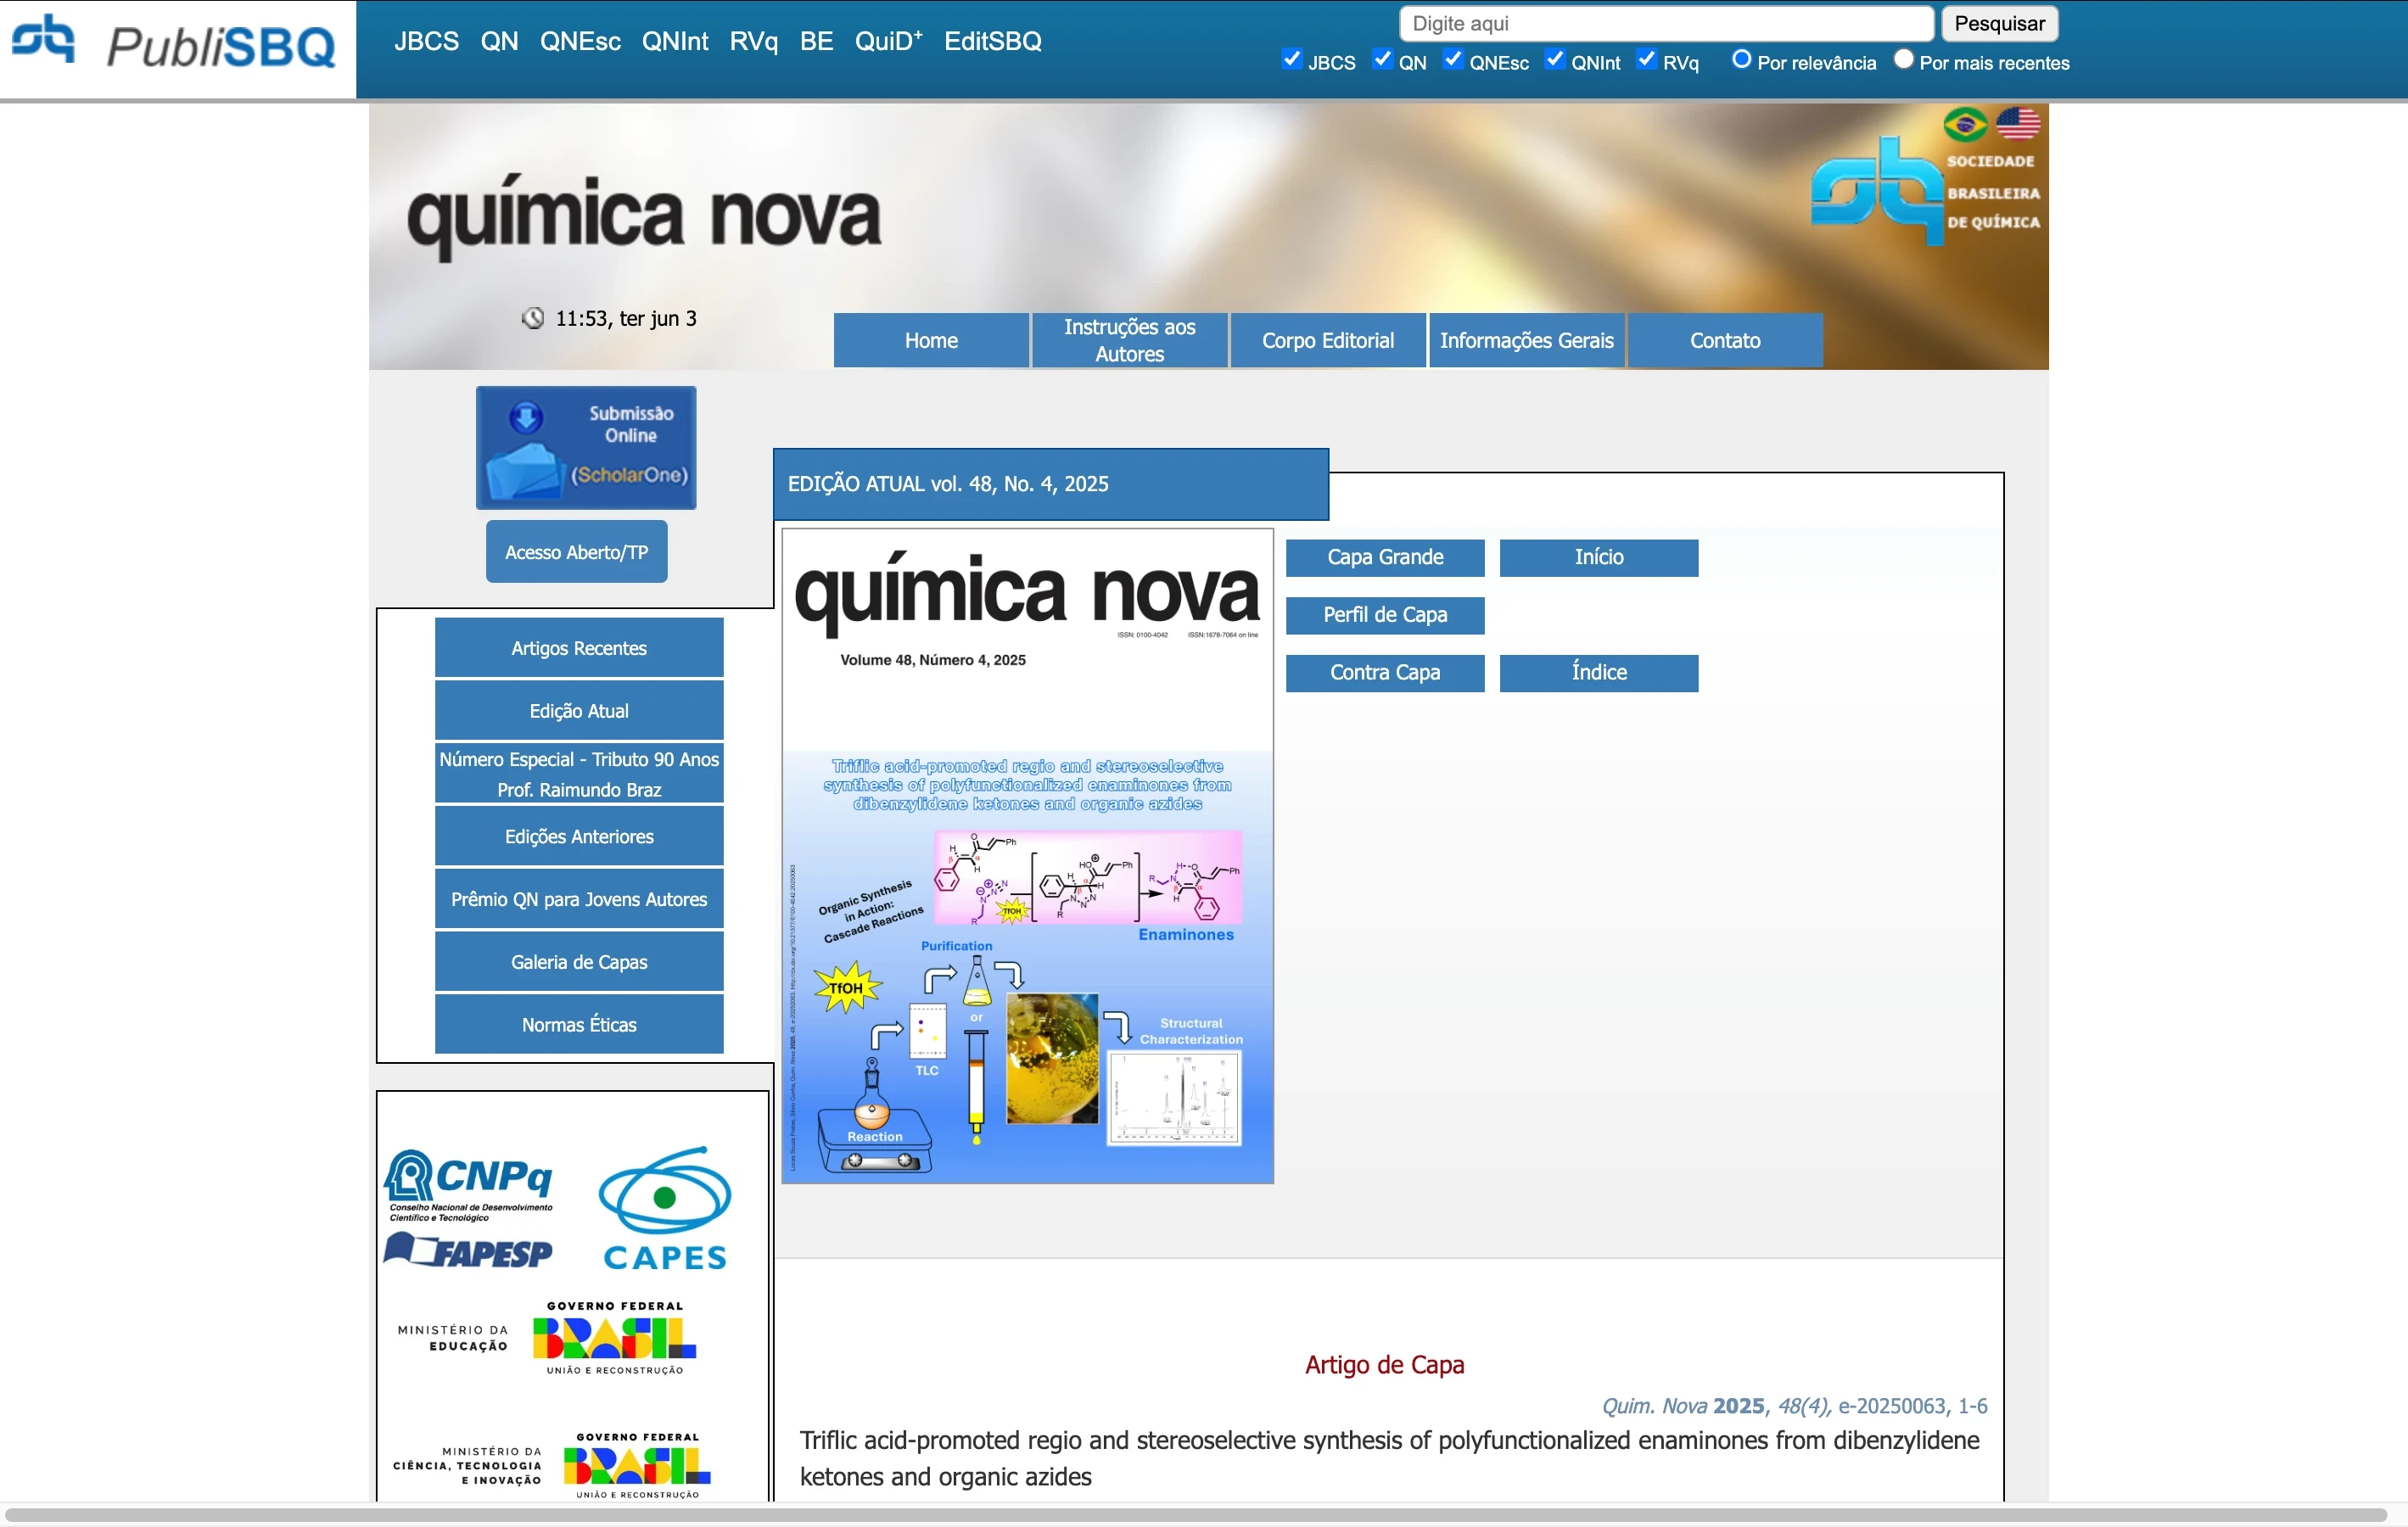 PubliSBQ
JBCS QN QNEsc QNInt RVq BE QuiD+ EditSBQ
Digite aqui
Pesquisar
JBCS QN QNEsc QNInt RVq Por relevância Por mais recentes
química nova
SOCIEDADE
BRASILEIRA
DE QUÍMICA
11:53, ter jun 3
Home
Instruções aos
Autores
Corpo Editorial
Informações Gerais
Contato
Submissão
Online
(ScholarOne)
Acesso Aberto/TP
Artigos Recentes
Edição Atual
Número Especial - Tributo 90 Anos
Prof. Raimundo Braz
Edições Anteriores
Prêmio QN para Jovens Autores
Galeria de Capas
Normas Éticas
CNPq
Conselho Nacional de Desenvolvimento
Científico e Tecnológico
FAPESP
CAPES
MINISTÉRIO DA
EDUCAÇÃO
GOVERNO FEDERAL
BRASIL
UNIÃO E RECONSTRUÇÃO
MINISTÉRIO DA
CIÊNCIA, TECNOLOGIA
E INOVAÇÃO
GOVERNO FEDERAL
BRASIL
UNIÃO E RECONSTRUÇÃO
EDIÇÃO ATUAL vol. 48, No. 4, 2025
química nova
ISSN: 0100-4042 ISSN:1678-7064 on line
Volume 48, Número 4, 2025
Triflic acid-promoted regio and stereoselective
synthesis of polyfunctionalized enaminones from
dibenzylidene ketones and organic azides
Organic Synthesis
in Action:
Cascade Reactions
TfOH
Enaminones
Purification
TfOH
or
TLC
Structural
Characterization
Reaction
Capa Grande
Início
Perfil de Capa
Contra Capa
Índice
Artigo de Capa
Quim. Nova 2025, 48(4), e-20250063, 1-6
Triflic acid-promoted regio and stereoselective synthesis of polyfunctionalized enaminones from dibenzylidene
ketones and organic azides